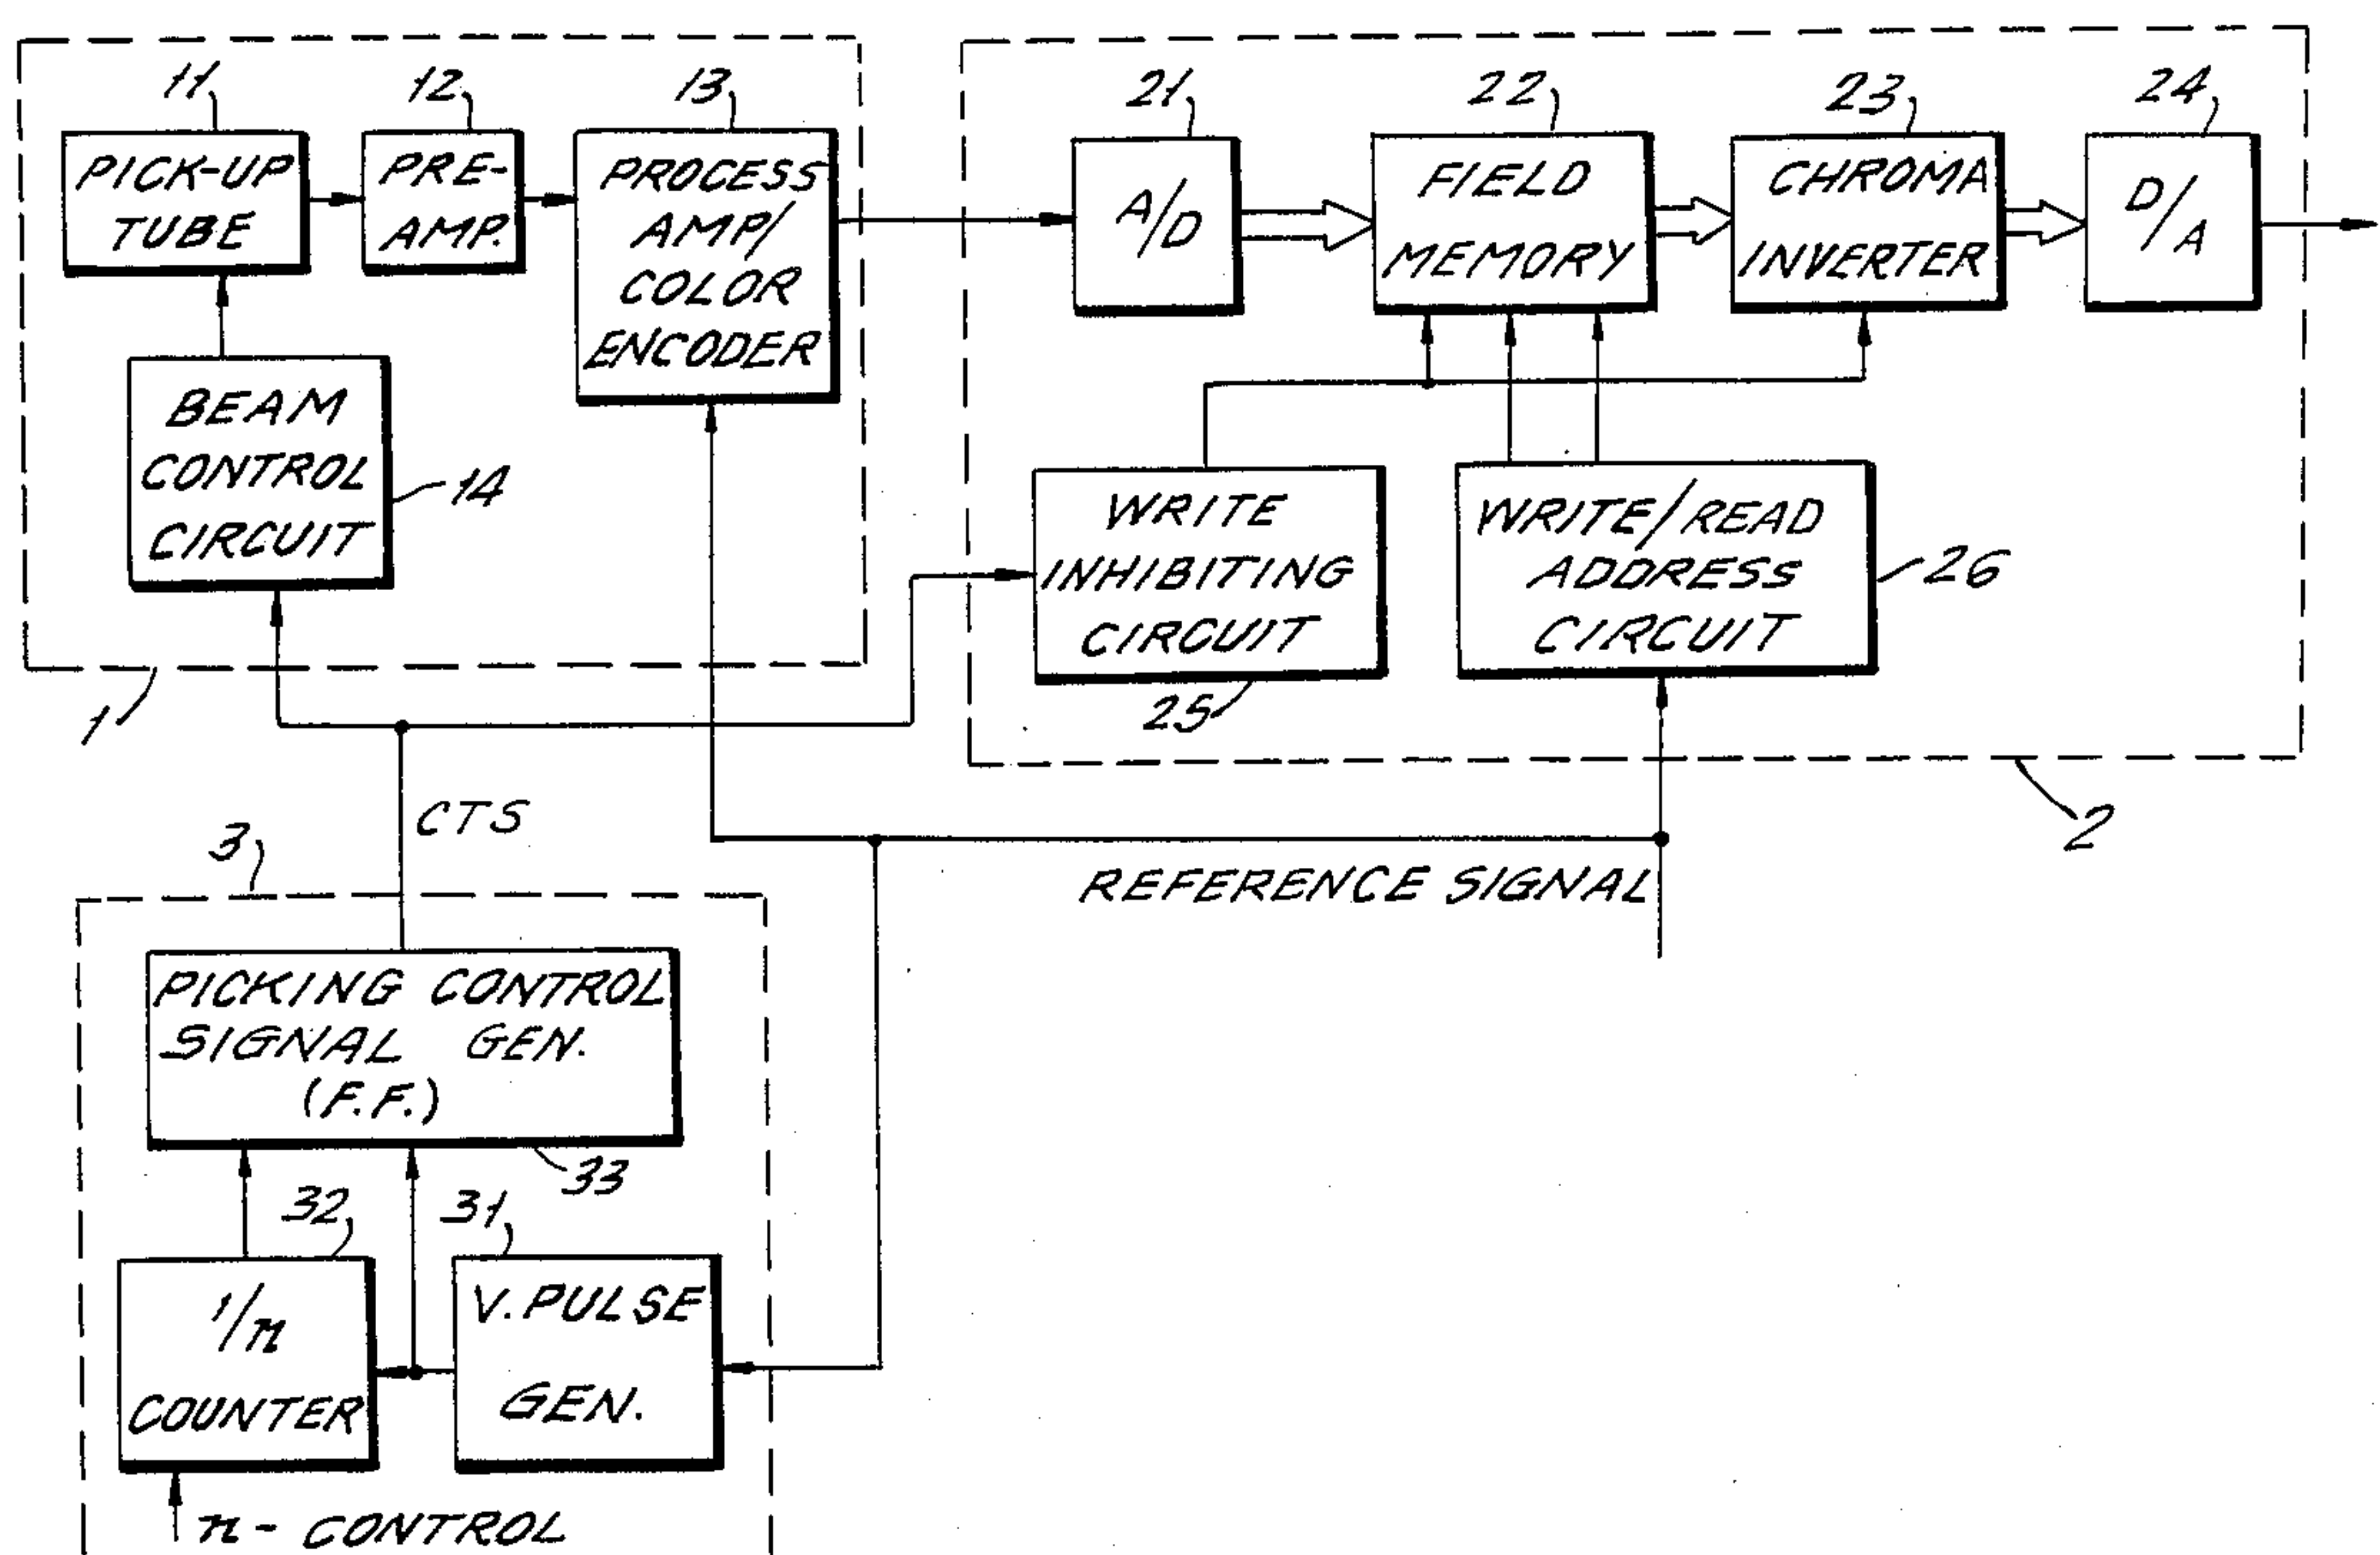 11
PICK-UP
TUBE
12
PRE-
AMP.
13
PROCESS
AMP/
COLOR
ENCODER
BEAM
CONTROL
CIRCUIT
14
1
21
A/D
22
FIELD
MEMORY
23
CHROMA
INVERTER
24
D/A
WRITE
INHIBITING
CIRCUIT
25
WRITE/READ
ADDRESS
CIRCUIT
26
2
CTS
REFERENCE SIGNAL
3
PICKING CONTROL
SIGNAL GEN.
(F.F.)
33
32
1/n
COUNTER
31
V. PULSE
GEN.
n - CONTROL